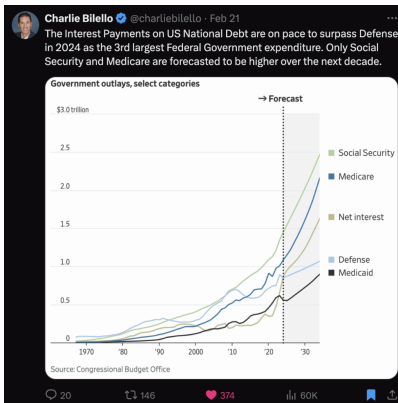 Charlie Bilello @charliebilello · Feb 21 ...
The Interest Payments on US National Debt are on pace to surpass Defense
in 2024 as the 3rd largest Federal Government expenditure. Only Social
Security and Medicare are forecasted to be higher over the next decade.
Government outlays, select categories
→ Forecast
$3.0 trillion
2.5
2.0
1.5
1.0
0.5
0
Social Security
Medicare
Net interest
Defense
Medicaid
1970 '80 '90 2000 '10 '20 '30
Source: Congressional Budget Office
20 146 374 60K